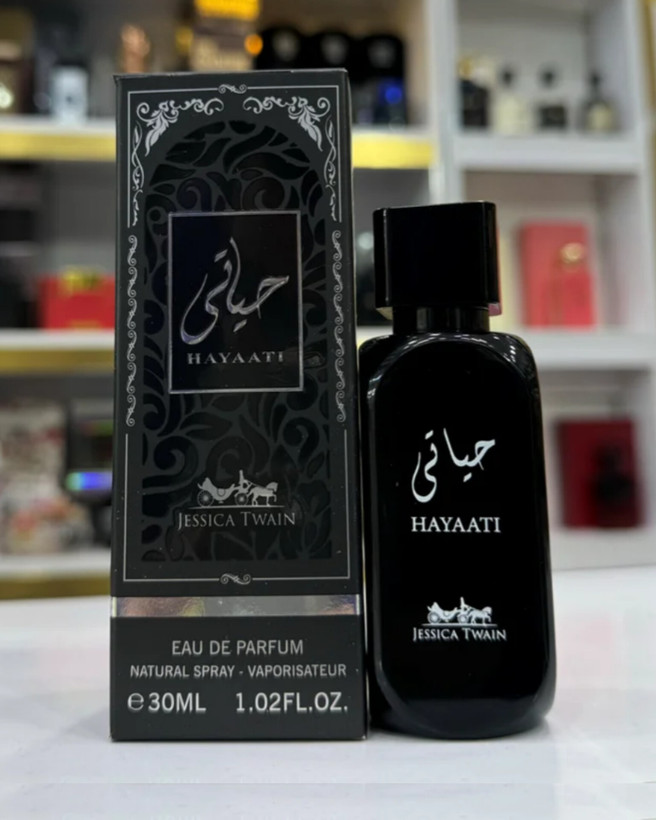 حياتي
HAYAATI
JESSICA TWAIN
EAU DE PARFUM
NATURAL SPRAY - VAPORISATEUR
℮30ML 1.02FL.OZ.
حياتي
HAYAATI
JESSICA TWAIN